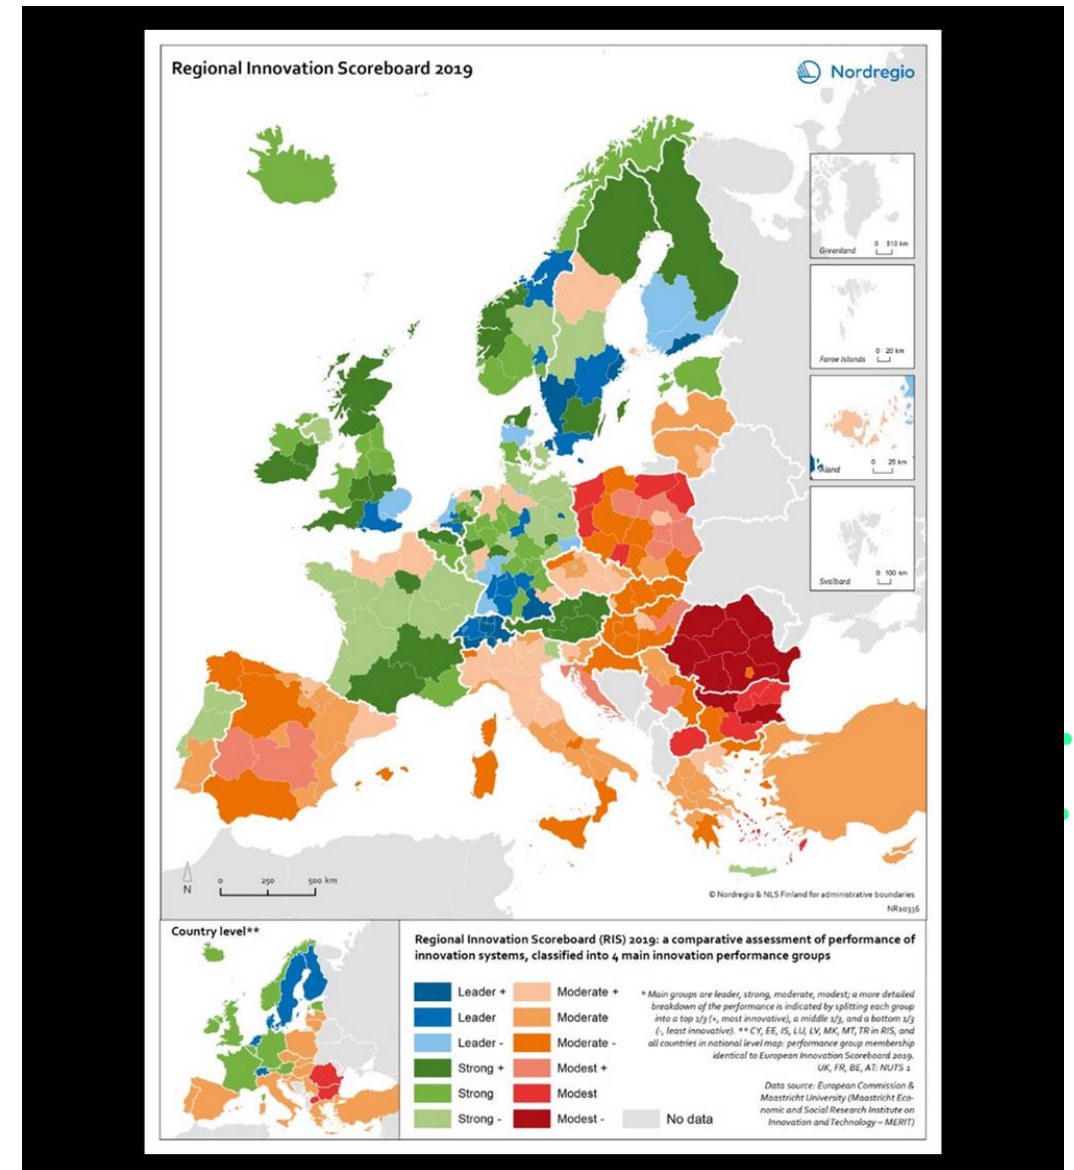 Regional Innovation Scoreboard 2019
Nordregio
Greenland
0 510 km
Faroe Islands
0 20 km
Åland
0 25 km
Svalbard
0 100 km
N
0 250 500 km
© Nordregio & NLS Finland for administrative boundaries
NR10336
Country level**
Regional Innovation Scoreboard (RIS) 2019: a comparative assessment of performance of
innovation systems, classified into 4 main innovation performance groups
Leader +
Leader
Leader -
Strong +
Strong
Strong -
Moderate +
Moderate
Moderate -
Modest +
Modest
Modest -
No data
* Main groups are leader, strong, moderate, modest; a more detailed
breakdown of the performance is indicated by splitting each group
into a top 1/3 (+, most innovative), a middle 1/3, and a bottom 1/3
(-, least innovative). ** CY, EE, IS, LU, LV, MK, MT, TR in RIS, and
all countries in national level map: performance group membership
identical to European Innovation Scoreboard 2019.
UK, FR, BE, AT: NUTS 1
Data source: European Commission &
Maastricht University (Maastricht Eco-
nomic and Social Research Institute on
Innovation and Technology – MERIT)